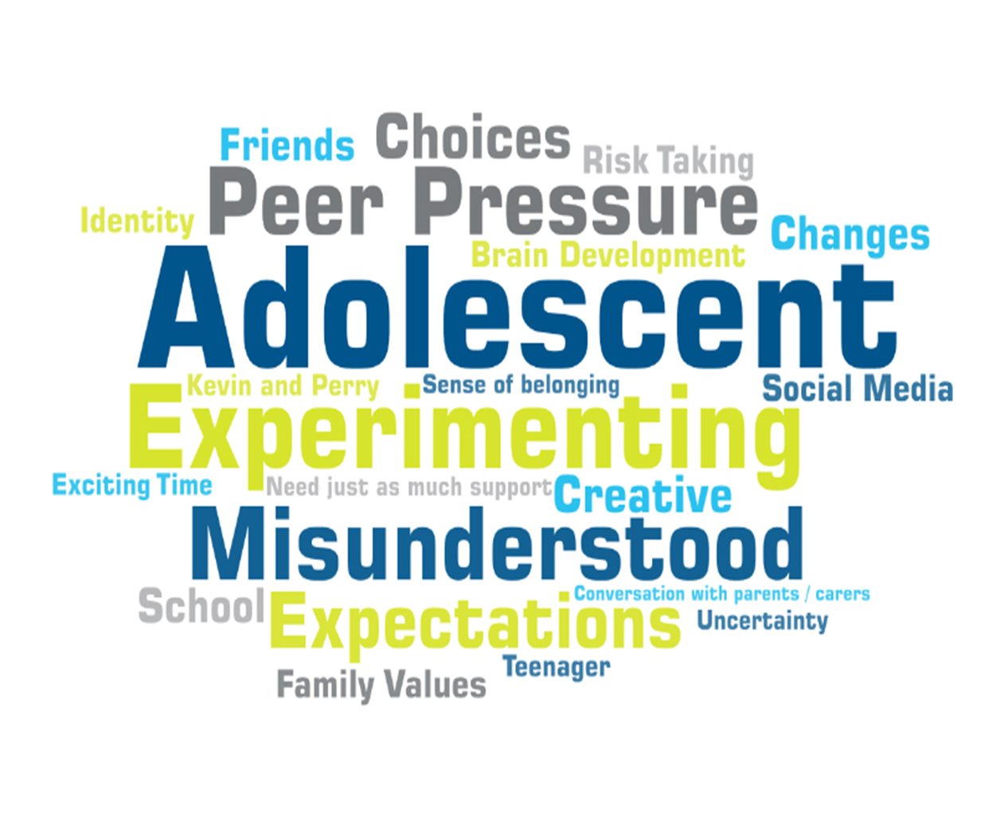 Friends
Choices
Risk Taking
Identity
Peer Pressure
Changes
Brain Development
Adolescent
Kevin and Perry
Sense of belonging
Social Media
Experimenting
Exciting Time
Need just as much support
Creative
Misunderstood
School
Expectations
Conversation with parents / carers
Uncertainty
Teenager
Family Values